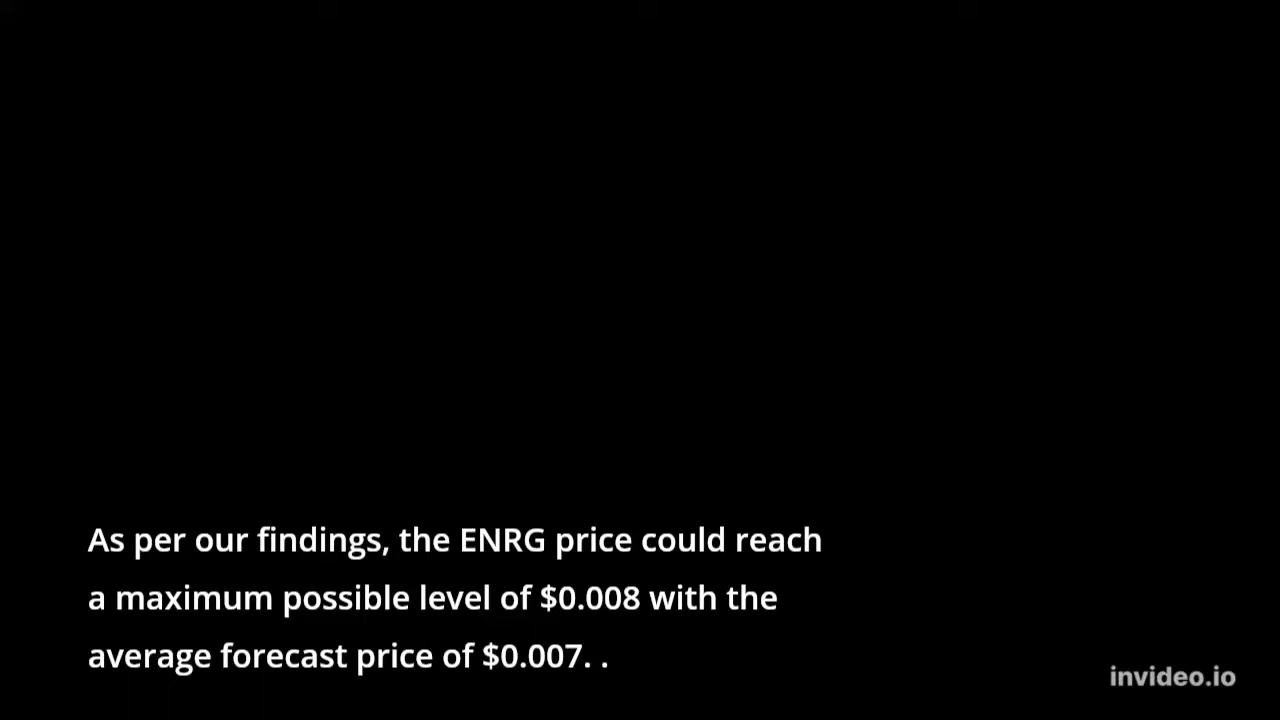 As per our findings, the ENRG price could reach
a maximum possible level of $0.008 with the
average forecast price of $0.007. .
invideo.io